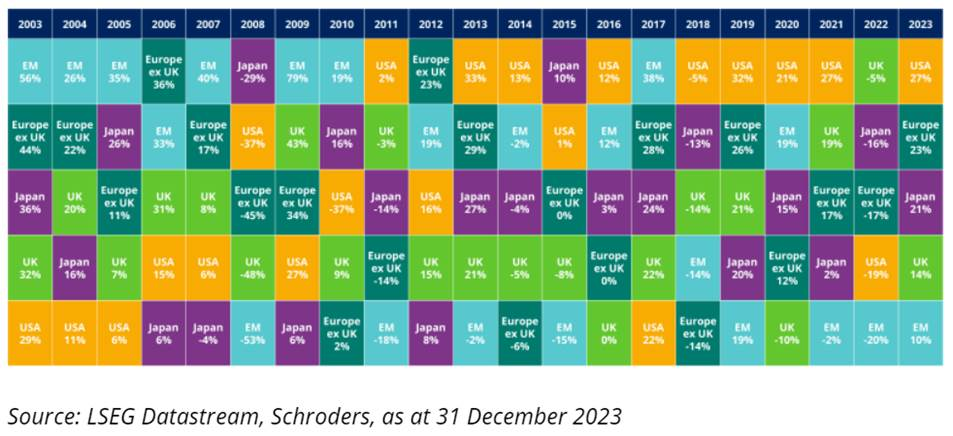 2003 2004 2005 2006 2007 2008 2009 2010 2011 2012 2013 2014 2015 2016 2017 2018 2019 2020 2021 2022 2023
EM 56% EM 26% EM 35% Europe ex UK 36% EM 40% Japan -29% EM 79% EM 19% USA 2% Europe ex UK 23% USA 33% USA 13% Japan 10% USA 12% EM 38% USA -5% USA 32% USA 21% USA 27% UK -5% USA 27%
Europe ex UK 44% Europe ex UK 22% Japan 26% EM 33% Europe ex UK 17% USA -37% UK 43% Japan 16% UK -3% EM 19% Europe ex UK 29% EM -2% USA 1% EM 12% Europe ex UK 28% Japan -13% Europe ex UK 26% EM 19% UK 19% Japan -16% Europe ex UK 23%
Japan 36% UK 20% Europe ex UK 11% UK 31% UK 8% Europe ex UK -45% Europe ex UK 34% USA -37% Japan -14% USA 16% Japan 27% Japan -4% Europe ex UK 0% Japan 3% Japan 24% UK -14% UK 21% Japan 15% Europe ex UK 17% Europe ex UK -17% Japan 21%
UK 32% Japan 16% UK 7% USA 15% USA 6% UK -48% USA 27% UK 9% Europe ex UK -14% UK 15% UK 21% UK -5% UK -8% Europe ex UK 0% UK 22% EM -14% Japan 20% Europe ex UK 12% Japan 2% USA -19% UK 14%
USA 29% USA 11% USA 6% Japan 6% Japan -4% EM -53% Japan 6% Europe ex UK 2% EM -18% Japan 8% EM -2% Europe ex UK -6% EM -15% UK 0% USA 22% Europe ex UK -14% EM 19% UK -10% EM -2% EM -20% EM 10%
Source: LSEG Datastream, Schroders, as at 31 December 2023